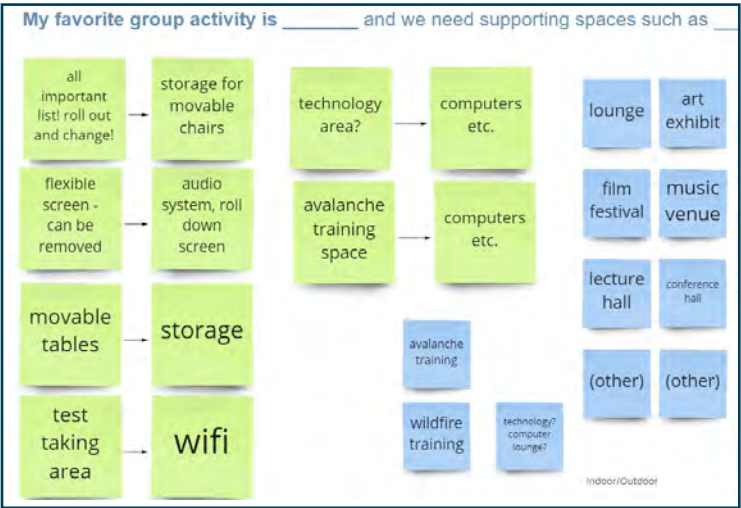 My favorite group activity is _______ and we need supporting spaces such as __
all
important
list! roll out
and change!
storage for
movable
chairs
flexible
screen -
can be
removed
audio
system, roll
down
screen
movable
tables
storage
test
taking
area
wifi
technology
area?
computers
etc.
avalanche
training
space
computers
etc.
avalanche
training
wildfire
training
technology?
computer
lounge?
lounge
art
exhibit
film
festival
music
venue
lecture
hall
conference
hall
(other)
(other)
Indoor/Outdoor